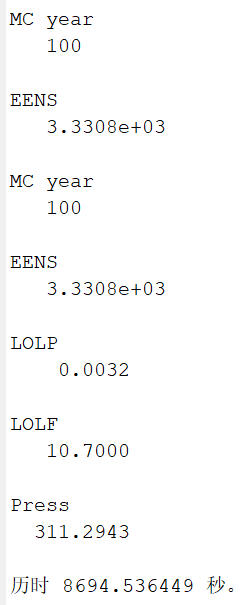 MC year
100
EENS
3.3308e+03
MC year
100
EENS
3.3308e+03
LOLP
0.0032
LOLF
10.7000
Press
311.2943
历时 8694.536449 秒。